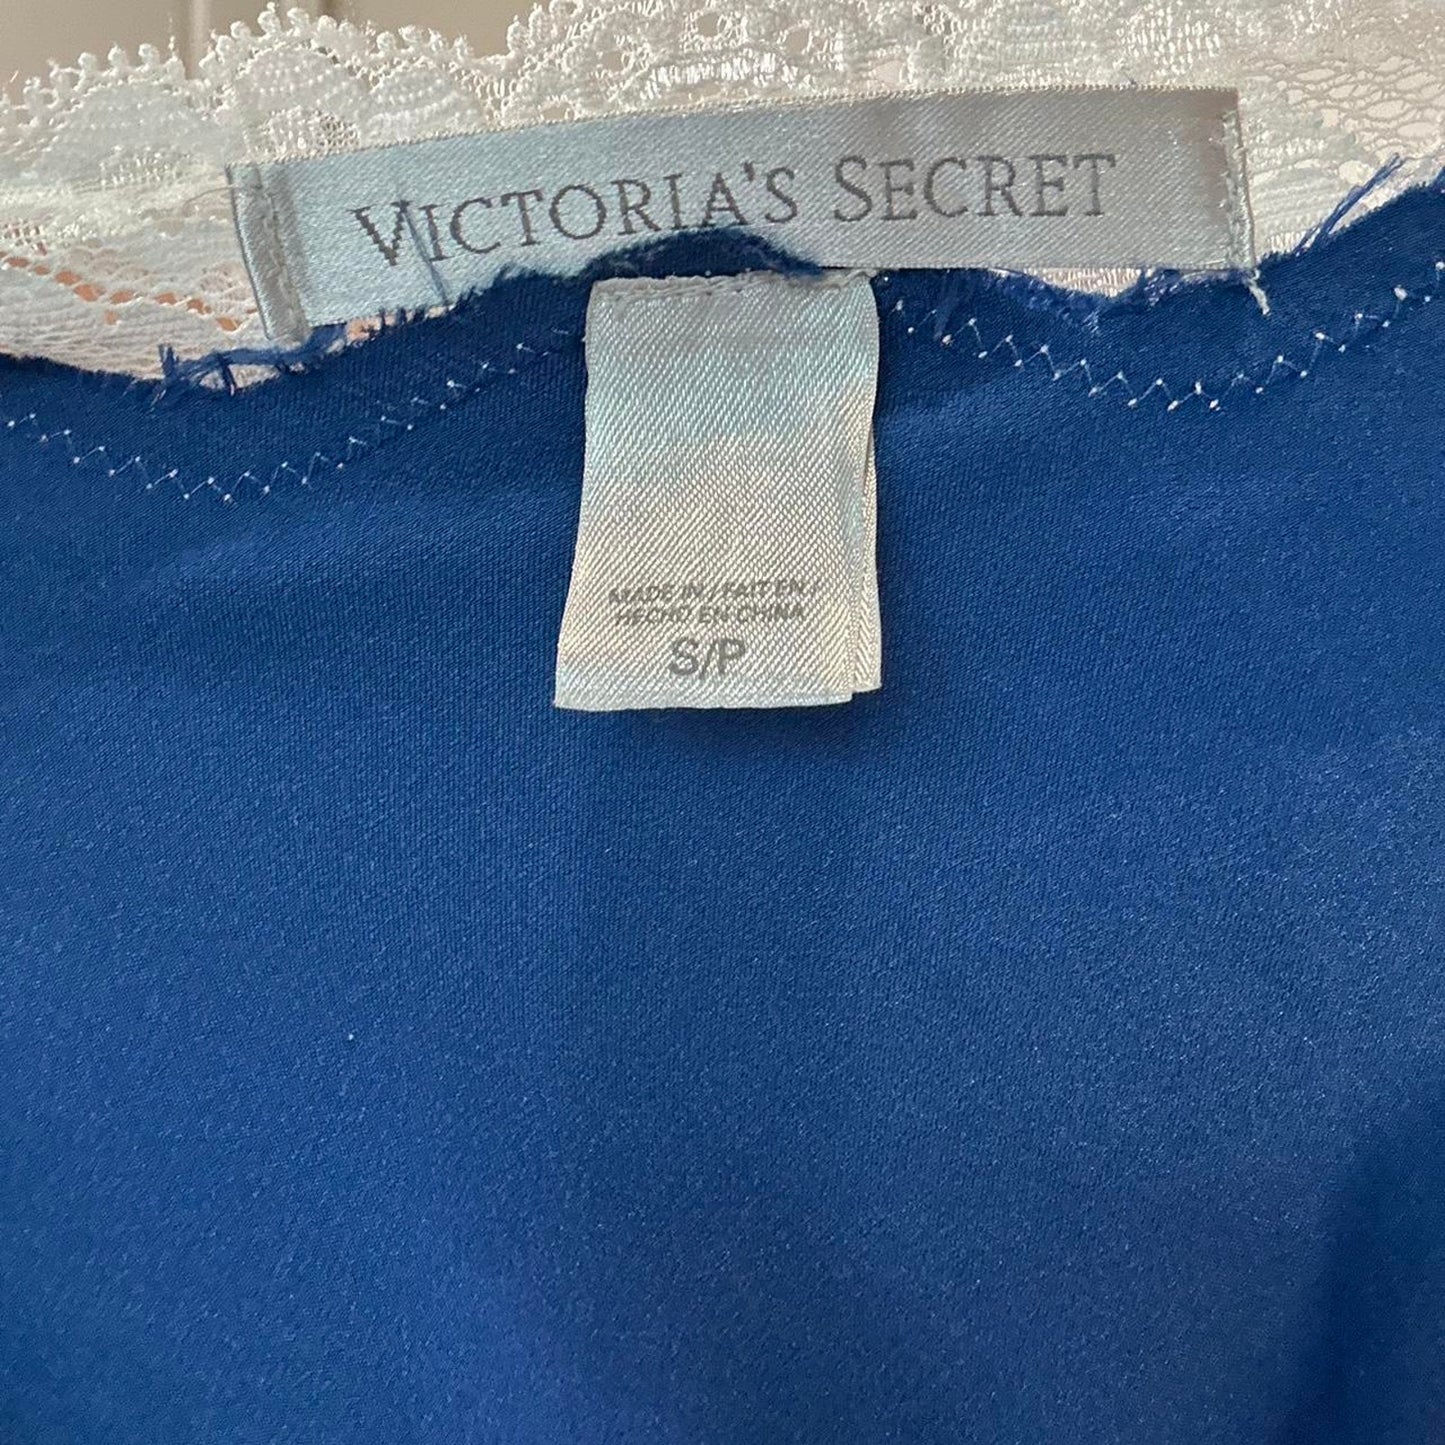 VICTORIA'S SECRET
MADE IN / FAIT EN /
HECHO EN CHINA
S/P